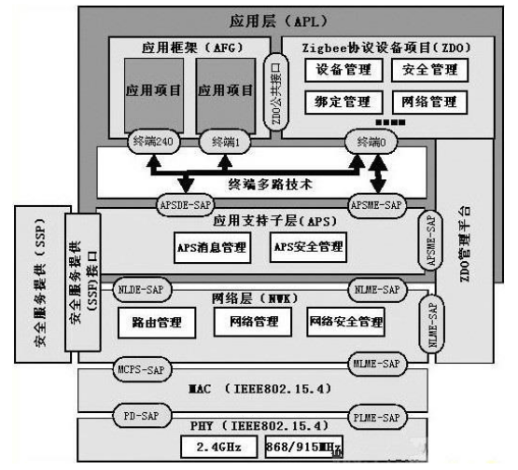 应用层(APL)
应用框架(AFG)
Zigbee协议设备项目(ZDO)
应用项目
应用项目
ZDO公共接口
设备管理
安全管理
绑定管理
网络管理
终端240
终端1
终端0
终端多路技术
APSDE-SAP
APSME-SAP
应用支持子层(APS)
APS消息管理
APS安全管理
APSME-SAP
ZDO管理平台
安全服务提供(SSP)
安全服务提供
(SSF)接口
NLDE-SAP
NLME-SAP
网络层(NWK)
路由管理
网络管理
网络安全管理
NLME-SAP
MCPS-SAP
MLME-SAP
MAC(IEEE802.15.4)
PD-SAP
PLME-SAP
PHY(IEEE802.15.4)
2.4GHz
868/915MHz